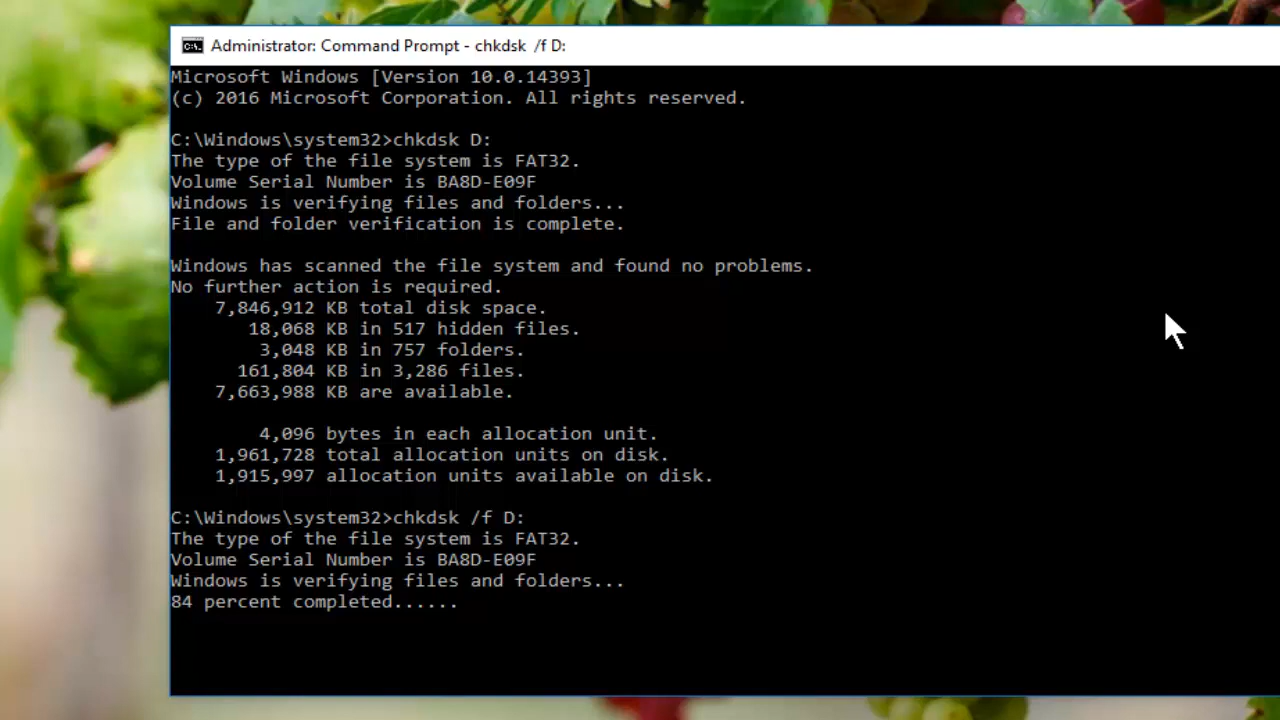 Administrator: Command Prompt - chkdsk  /f D:
Microsoft Windows [Version 10.0.14393]
(c) 2016 Microsoft Corporation. All rights reserved.
C:\Windows\system32>chkdsk D:
The type of the file system is FAT32.
Volume Serial Number is BA8D-E09F
Windows is verifying files and folders...
File and folder verification is complete.
Windows has scanned the file system and found no problems.
No further action is required.
7,846,912 KB total disk space.
18,068 KB in 517 hidden files.
3,048 KB in 757 folders.
161,804 KB in 3,286 files.
7,663,988 KB are available.
4,096 bytes in each allocation unit.
1,961,728 total allocation units on disk.
1,915,997 allocation units available on disk.
C:\Windows\system32>chkdsk /f D:
The type of the file system is FAT32.
Volume Serial Number is BA8D-E09F
Windows is verifying files and folders...
84 percent completed......